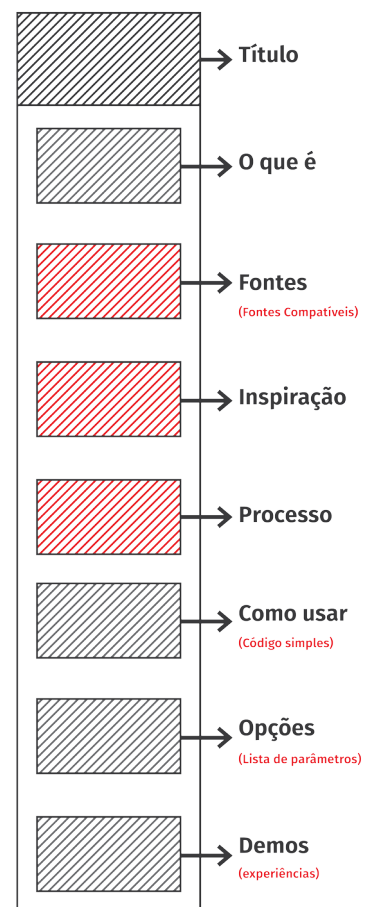 Título
O que é
Fontes
(Fontes Compatíveis)
Inspiração
Processo
Como usar
(Código simples)
Opções
(Lista de parâmetros)
Demos
(experiências)